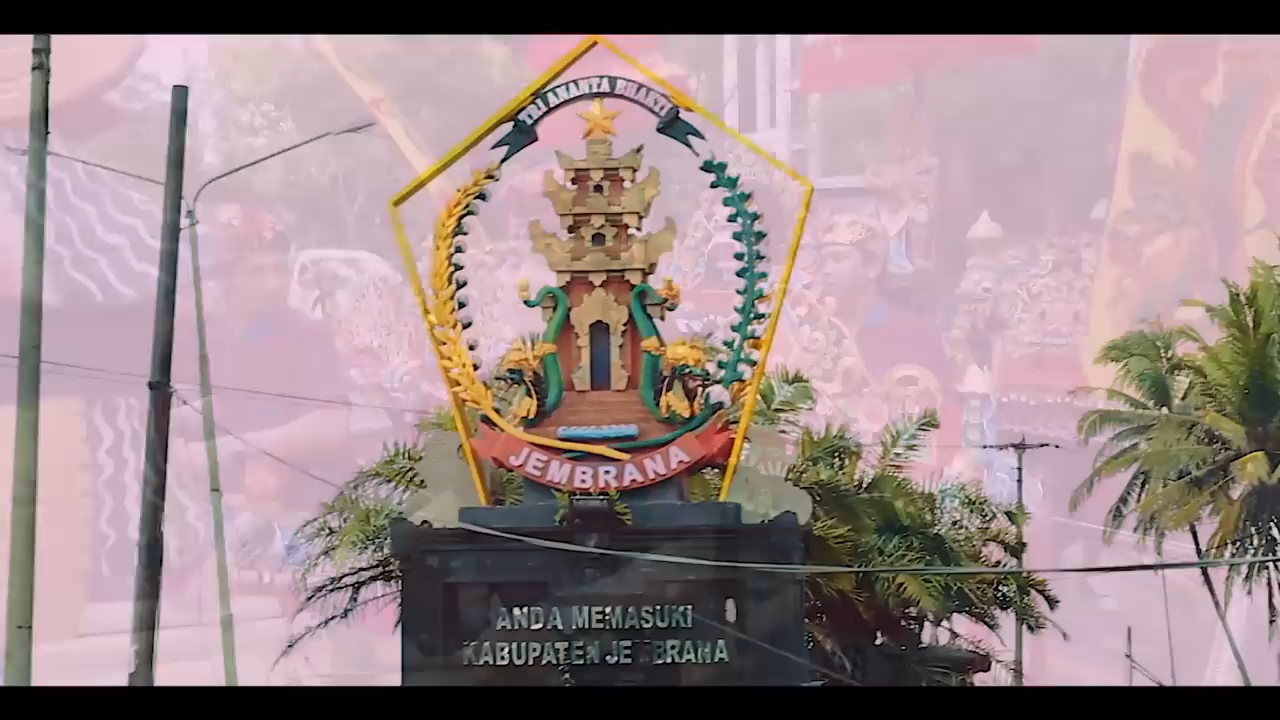 TRI ANANTA BHAKTI
JEMBRANA
ANDA MEMASUKI
KABUPATEN JEMBRANA